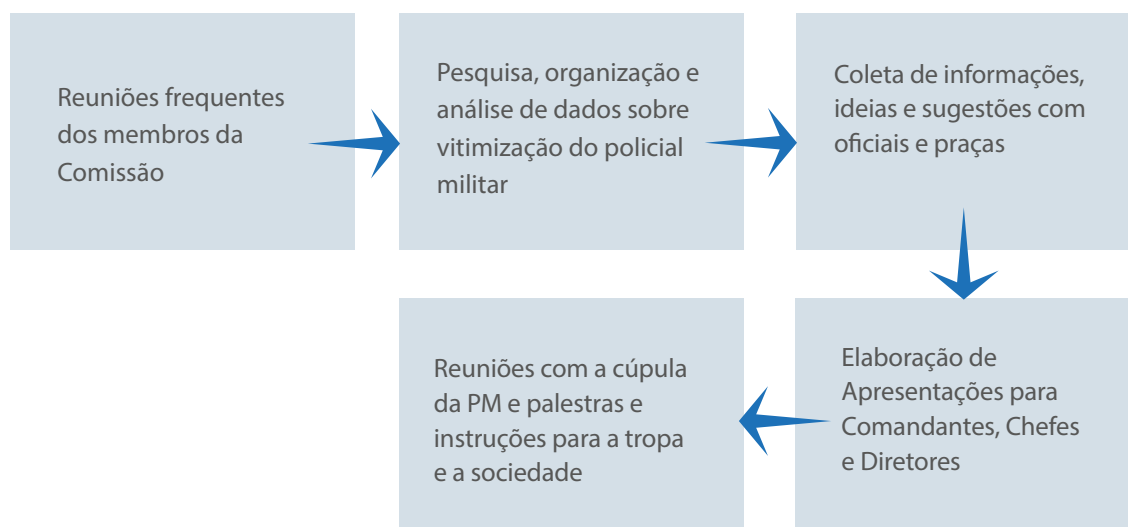 Reuniões frequentes
dos membros da
Comissão
Pesquisa, organização e
análise de dados sobre
vitimização do policial
militar
Coleta de informações,
ideias e sugestões com
oficiais e praças
Elaboração de
Apresentações para
Comandantes, Chefes
e Diretores
Reuniões com a cúpula
da PM e palestras e
instruções para a tropa
e a sociedade